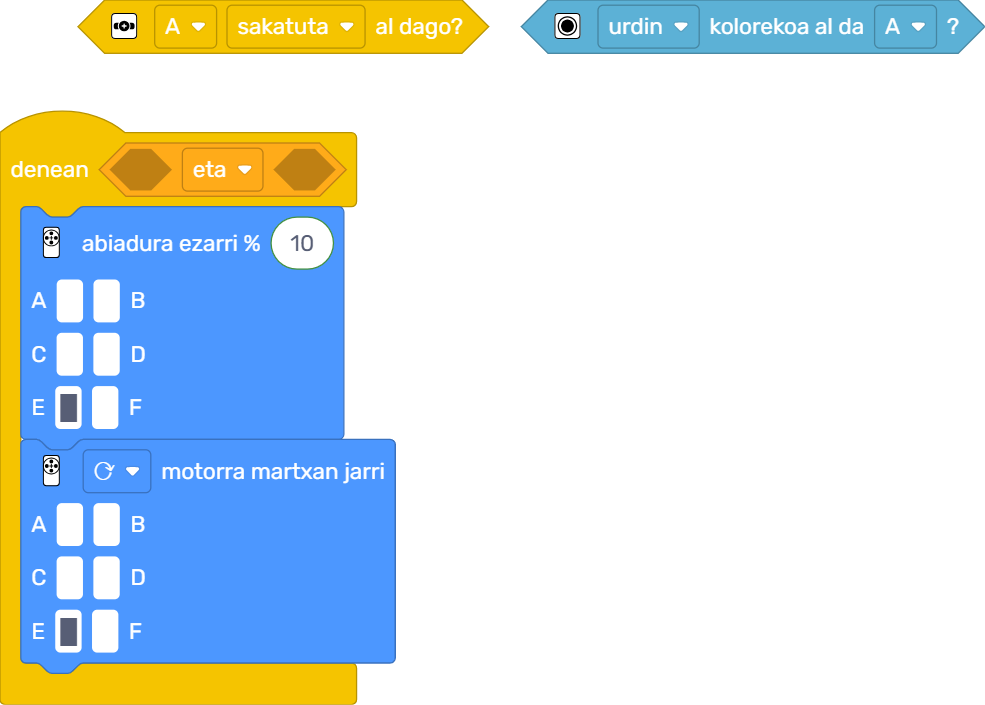 A sakatuta al dago?
urdin kolorekoa al da A ?
denean eta
abiadura ezarri % 10
A B
C D
E F
motorra martxan jarri
A B
C D
E F